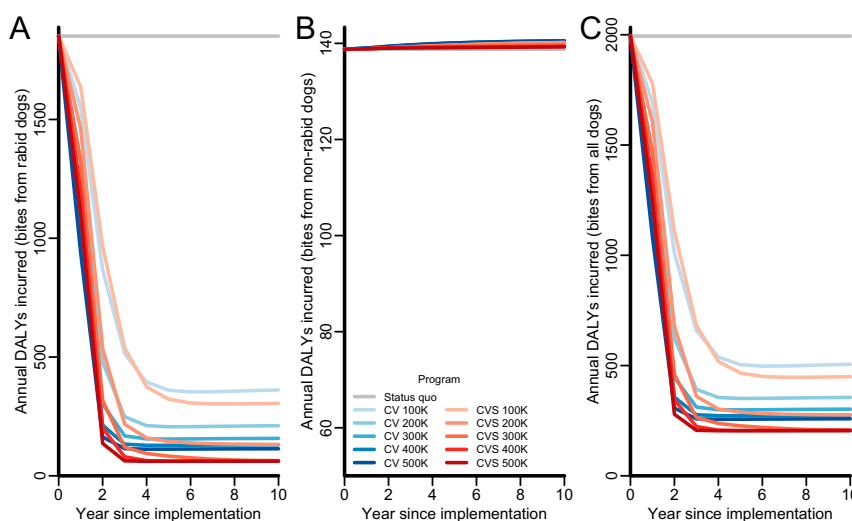 A
Annual DALYs incurred (bites from rabid dogs)
1500
1000
500
0
0 2 4 6 8 10
Year since implementation
B
Annual DALYs incurred (bites from non-rabid dogs)
140
120
100
80
60
Program
Status quo
CV 100K CVS 100K
CV 200K CVS 200K
CV 300K CVS 300K
CV 400K CVS 400K
CV 500K CVS 500K
0 2 4 6 8 10
Year since implementation
C
Annual DALYs incurred (bites from all dogs)
2000
1500
1000
500
0
0 2 4 6 8 10
Year since implementation